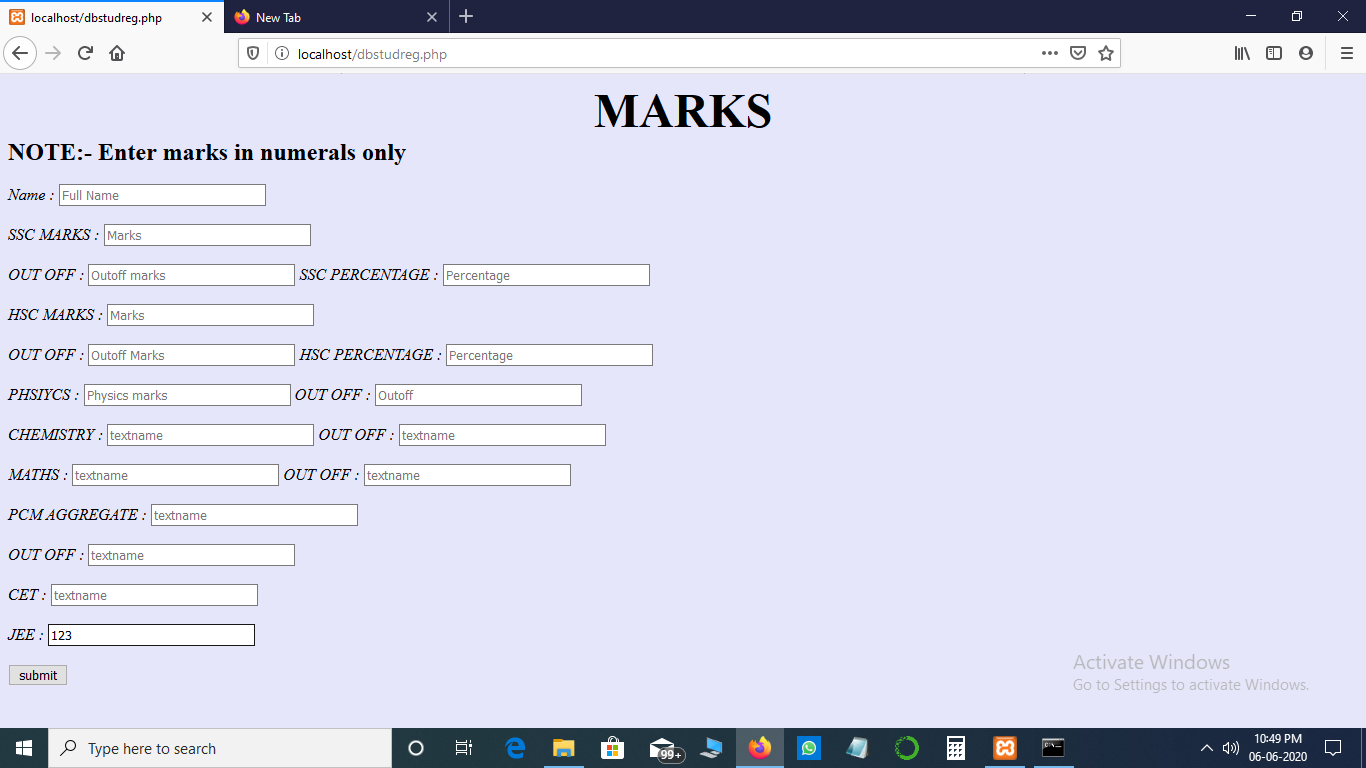 localhost/dbstudreg.php
New Tab
localhost/dbstudreg.php
MARKS
NOTE:- Enter marks in numerals only
Name : Full Name
SSC MARKS : Marks
OUT OFF : Outoff marks SSC PERCENTAGE : Percentage
HSC MARKS : Marks
OUT OFF : Outoff Marks HSC PERCENTAGE : Percentage
PHSIYCS : Physics marks OUT OFF : Outoff
CHEMISTRY : textname OUT OFF : textname
MATHS : textname OUT OFF : textname
PCM AGGREGATE : textname
OUT OFF : textname
CET : textname
JEE : 123
submit
Activate Windows
Go to Settings to activate Windows.
Type here to search
99+
10:49 PM
06-06-2020